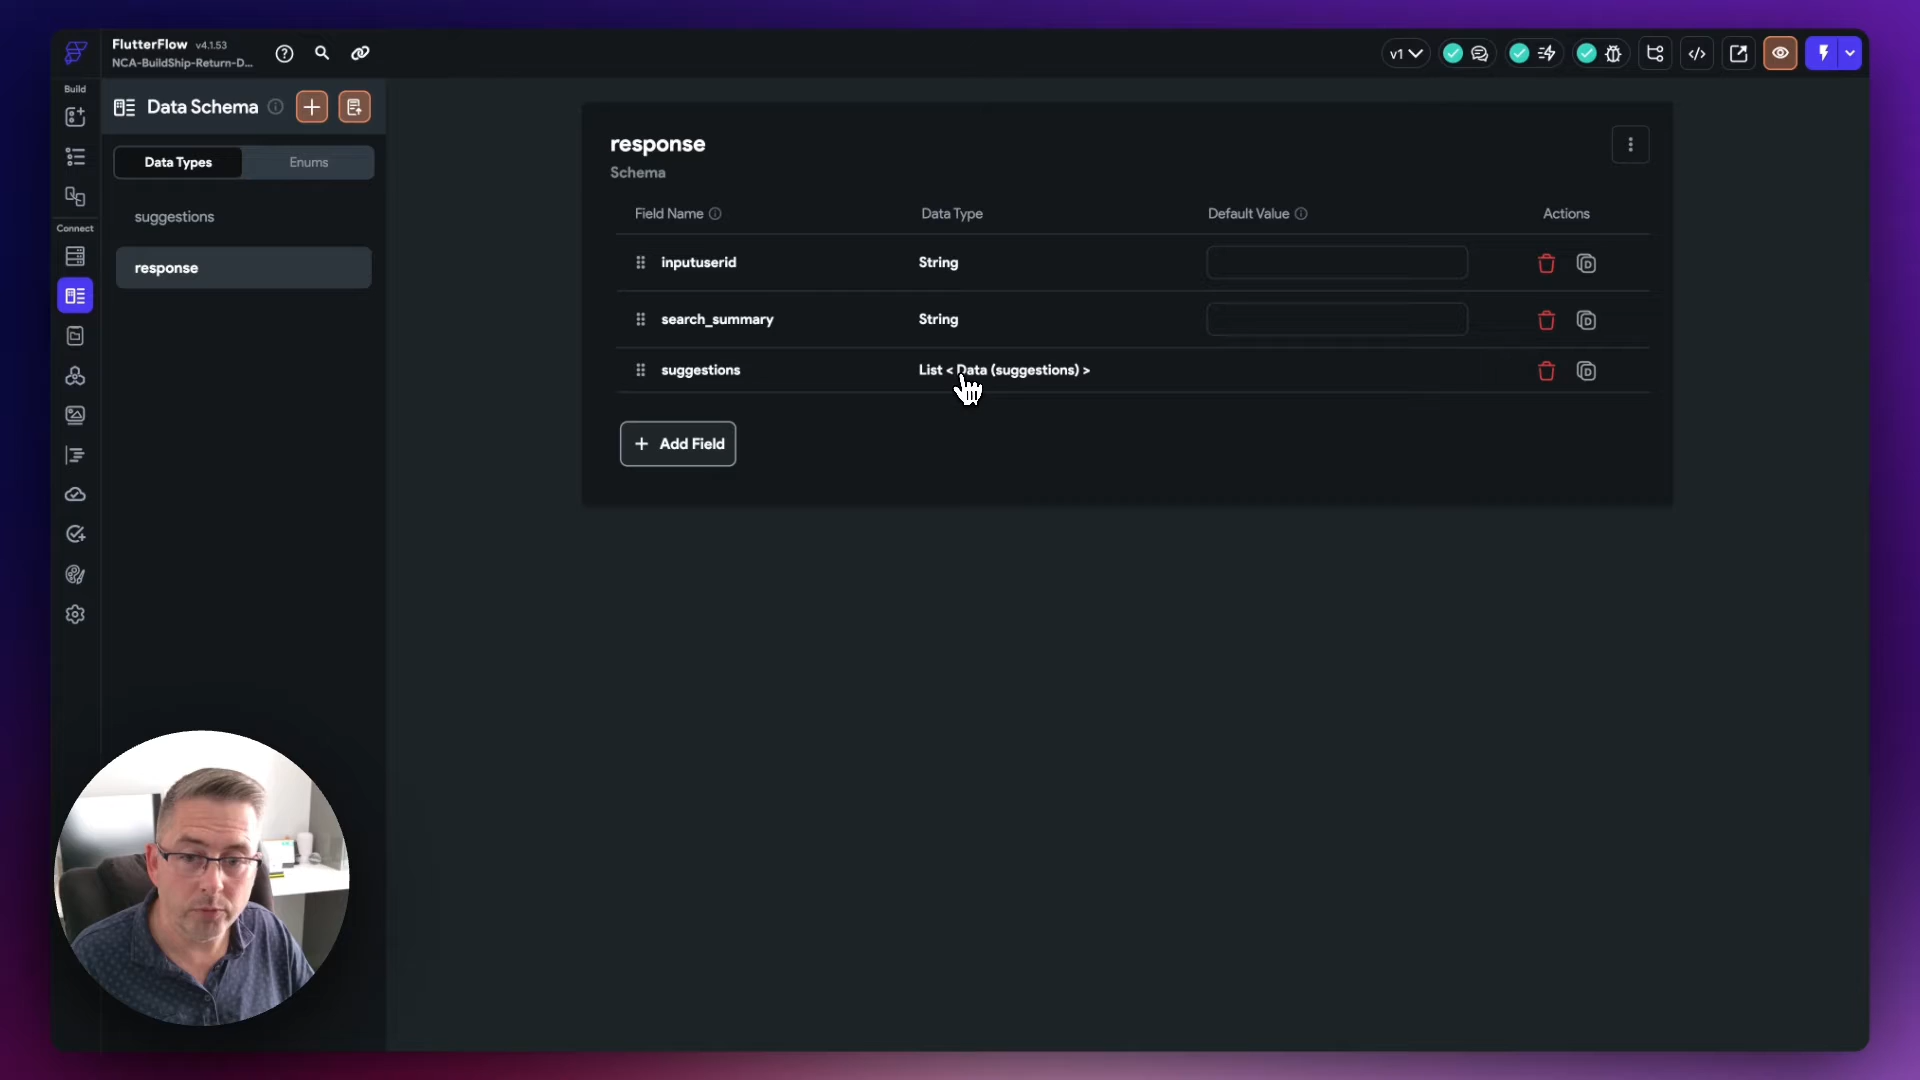 FlutterFlow v4.1.53
NCA-BuildShip-Return-D...
v1
Build
Data Schema
Data Types
Enums
suggestions
Connect
response
response
Schema
Field Name
Data Type
Default Value
Actions
inputuserid
String
search_summary
String
suggestions
List < Data (suggestions) >
+ Add Field